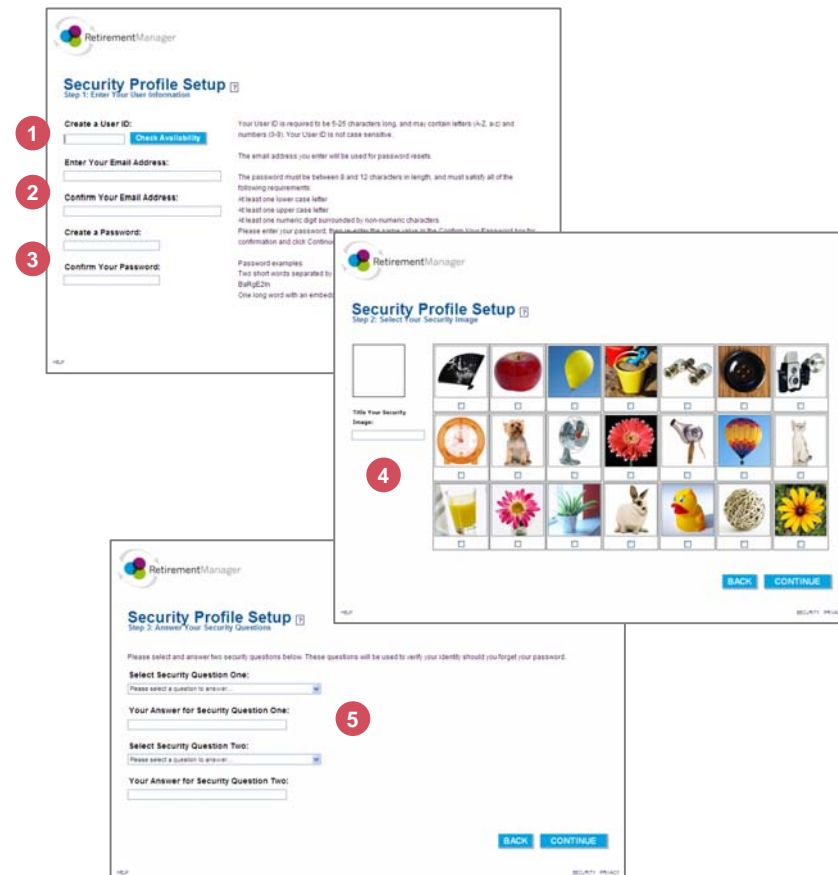 RetirementManager
Security Profile Setup ?
Step 1: Enter Your User Information
1
Create a User ID:
Check Availability
Your User ID is required to be 5-25 characters long, and may contain letters (A-Z, a-z) and
numbers (0-9). Your User ID is not case sensitive.
The email address you enter will be used for password resets.
Enter Your Email Address:
2
Confirm Your Email Address:
The password must be between 8 and 12 characters in length, and must satisfy all of the
following requirements:
At least one lower case letter
At least one upper case letter
At least one numeric digit surrounded by non-numeric characters
Please enter your password, then re-enter the same value in the Confirm Your Password box for
confirmation and click Continue
Create a Password:
3
Confirm Your Password:
Password examples:
Two short words separated by
BaRgE2In
One long word with an embedd
HELP
RetirementManager
Security Profile Setup ?
Step 2: Select Your Security Image
Title Your Security
Image:
4
BACK CONTINUE
HELP
SECURITY PRIVAC
RetirementManager
Security Profile Setup ?
Step 3: Answer Your Security Questions
Please select and answer two security questions below. These questions will be used to verify your identity should you forget your password.
Select Security Question One:
Please select a question to answer...
Your Answer for Security Question One:
5
Select Security Question Two:
Please select a question to answer...
Your Answer for Security Question Two:
BACK CONTINUE
HELP
SECURITY PRIVACY